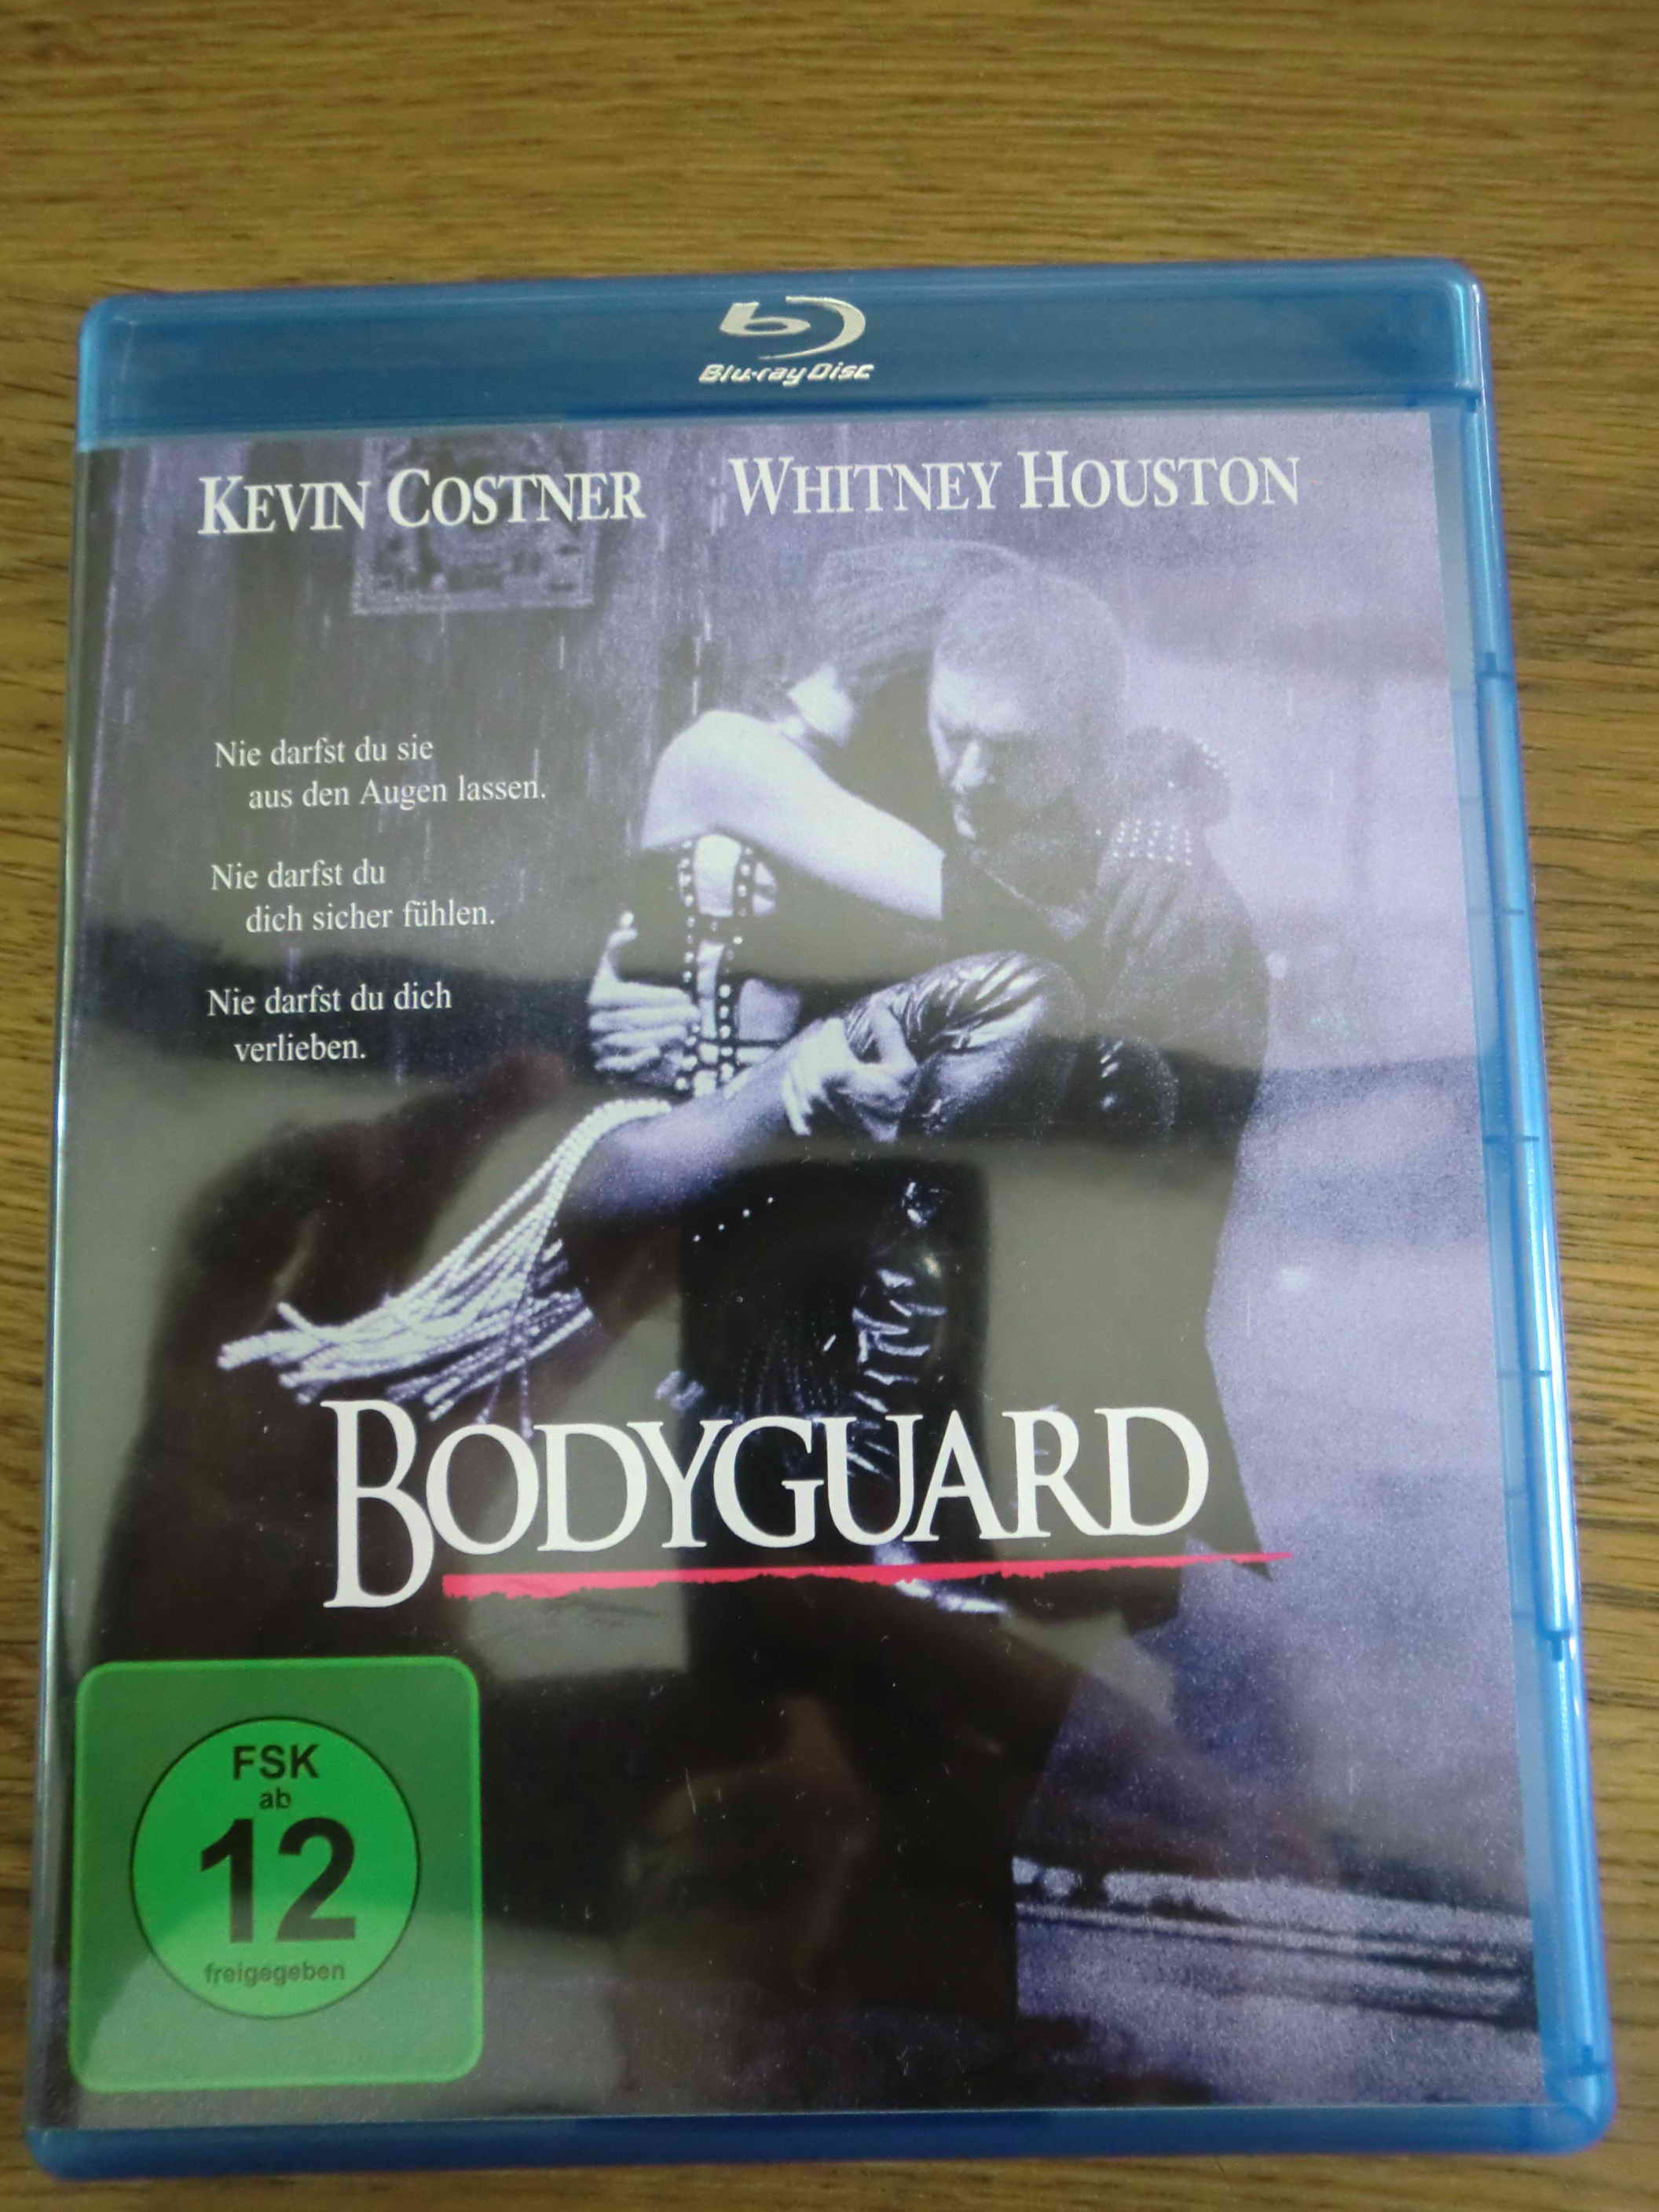 Blu-ray Disc
KEVIN COSTNER WHITNEY HOUSTON
Nie darfst du sie
aus den Augen lassen.
Nie darfst du
dich sicher fühlen.
Nie darfst du dich
verlieben.
BODYGUARD
FSK
ab
12
freigegeben